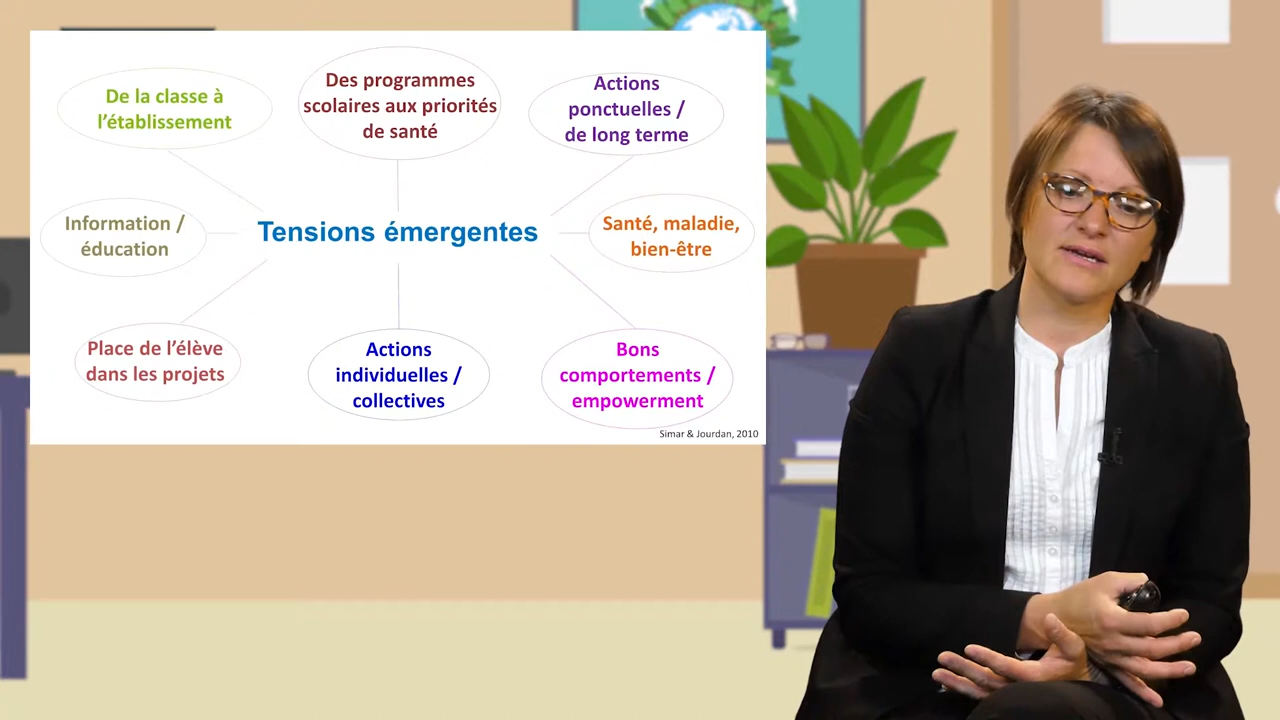 De la classe à
l’établissement
Des programmes
scolaires aux priorités
de santé
Actions
ponctuelles /
de long terme
Information /
éducation
Tensions émergentes
Santé, maladie,
bien-être
Place de l’élève
dans les projets
Actions
individuelles /
collectives
Bons
comportements /
empowerment
Simar & Jourdan, 2010